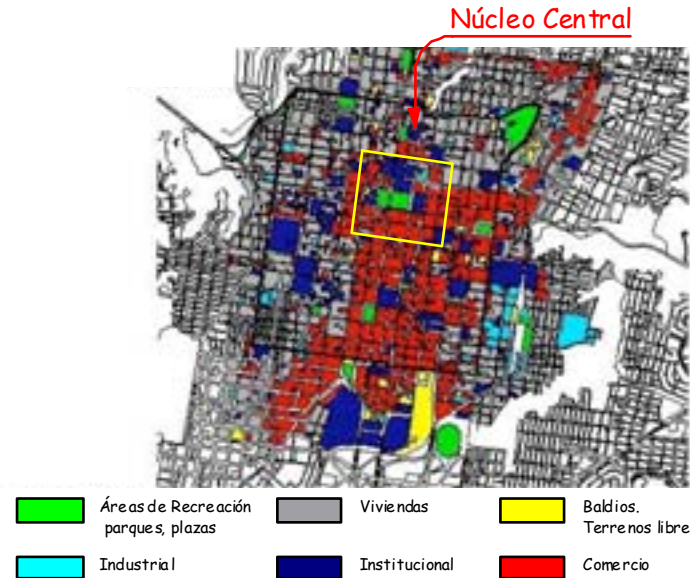 Núcleo Central
Áreas de Recreación
parques, plazas
Viviendas
Baldios.
Terrenos libre
Industrial
Institucional
Comercio